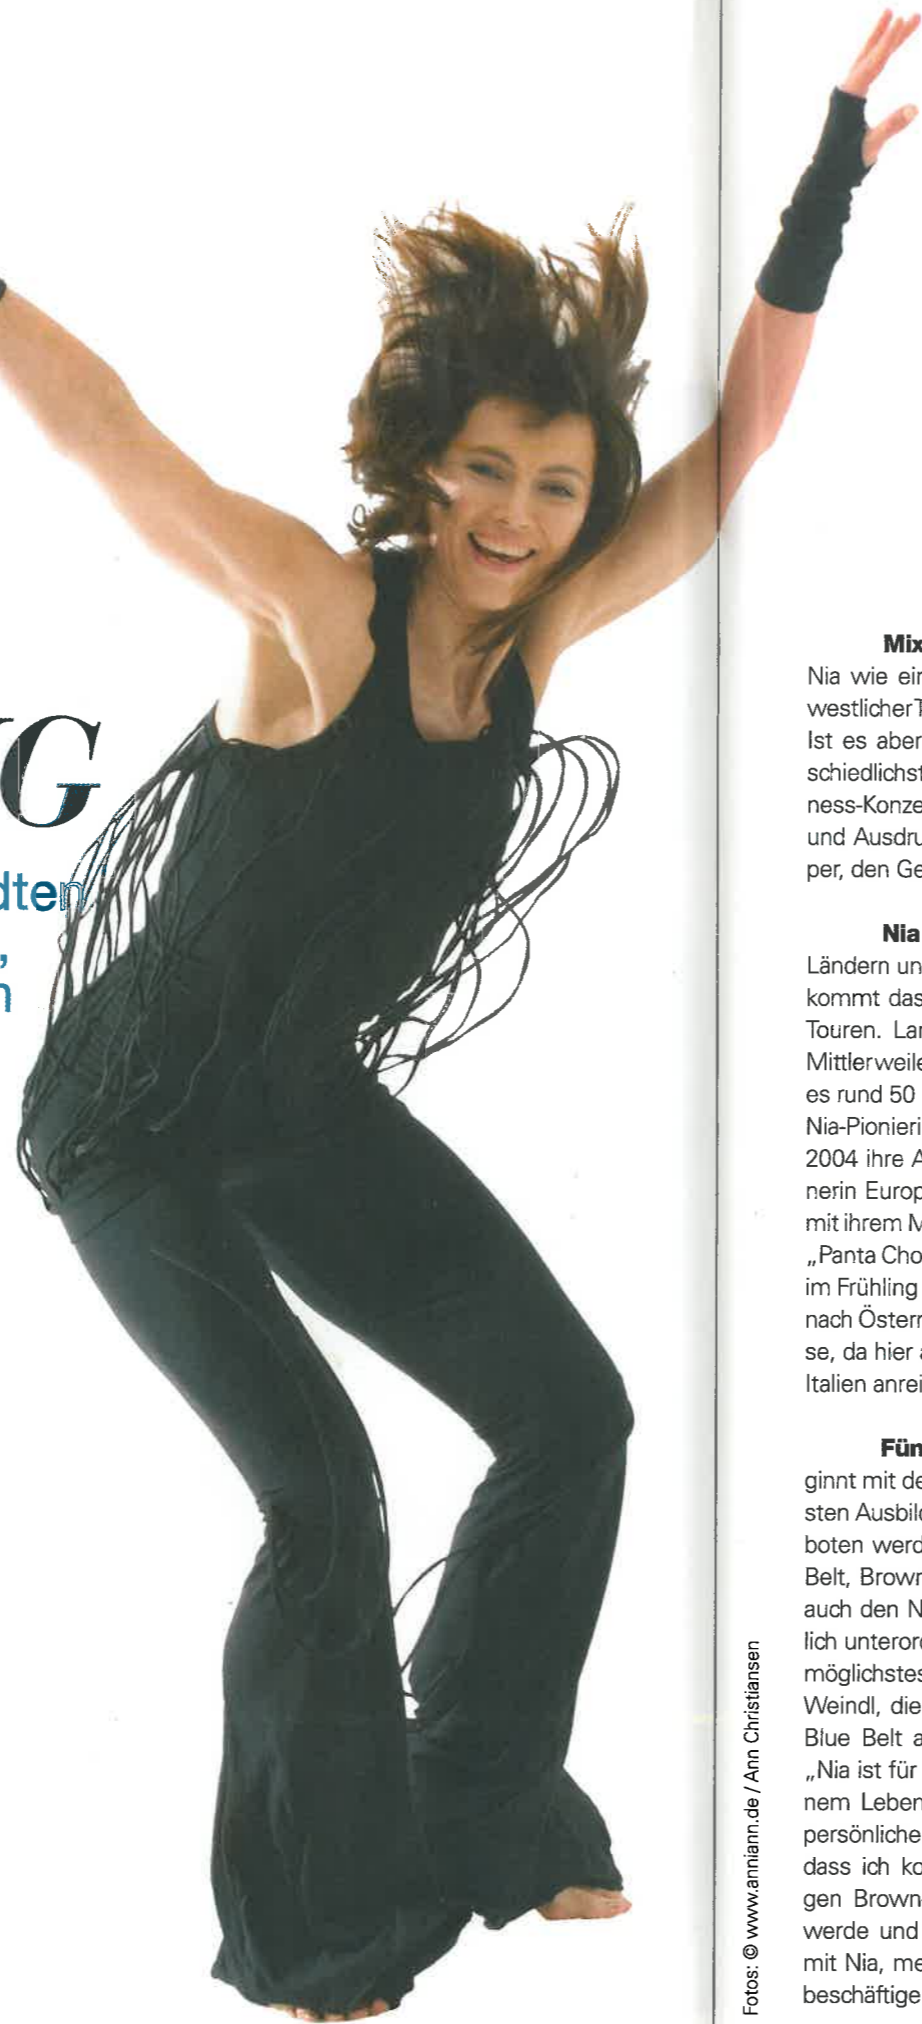 G
dten
,
n
Mix
Nia wie ein
westlicher T
Ist es aber
schiedlichst
ness-Konze
und Ausdru
per, den Ge
Nia
Ländern un
kommt das
Touren. Lan
Mittlerweile
es rund 50
Nia-Pionieri
2004 ihre A
nerin Europ
mit ihrem M
„Panta Cho
im Frühling
nach Österr
se, da hier a
Italien anrei
Fün
ginnt mit de
sten Ausbil
boten werd
Belt, Brown
auch den N
lich unterord
möglichstes
Weindl, die
Blue Belt a
„Nia ist für
nem Leben
persönliche
dass ich ko
gen Brown
werde und
mit Nia, me
beschäftige
Fotos: © www.anniann.de / Ann Christiansen